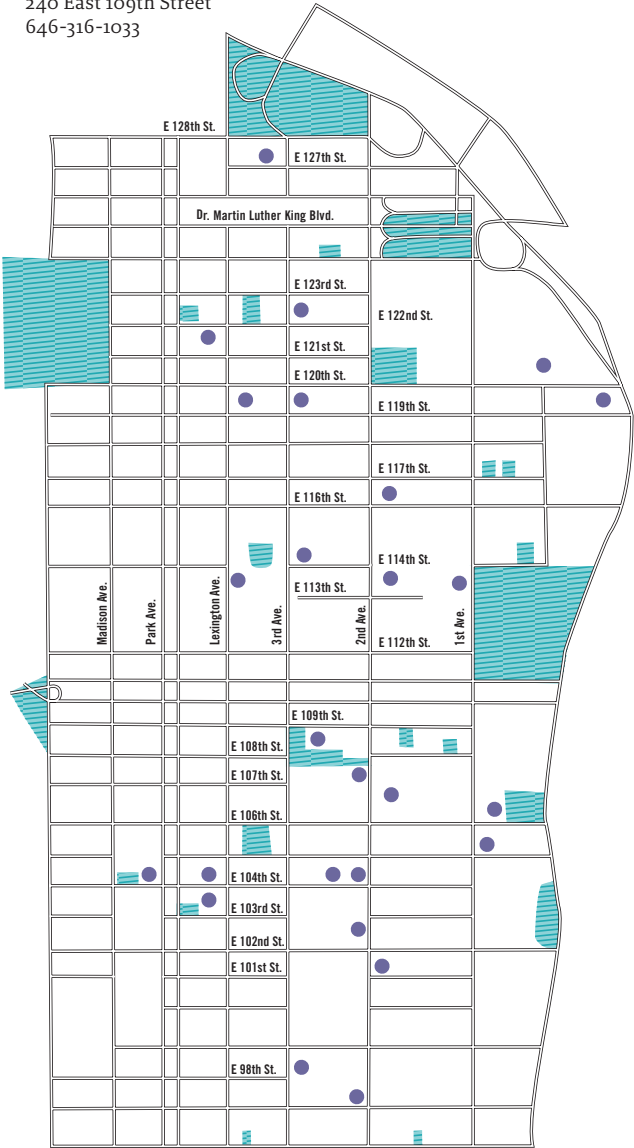 240 East 109th Street
646-316-1033
E 128th St.
E 127th St.
Dr. Martin Luther King Blvd.
E 123rd St.
E 122nd St.
E 121st St.
E 120th St.
E 119th St.
E 117th St.
E 116th St.
E 114th St.
E 113th St.
Madison Ave.
Park Ave.
Lexington Ave.
3rd Ave.
2nd Ave.
1st Ave.
E 112th St.
E 109th St.
E 108th St.
E 107th St.
E 106th St.
E 104th St.
E 103rd St.
E 102nd St.
E 101st St.
E 98th St.